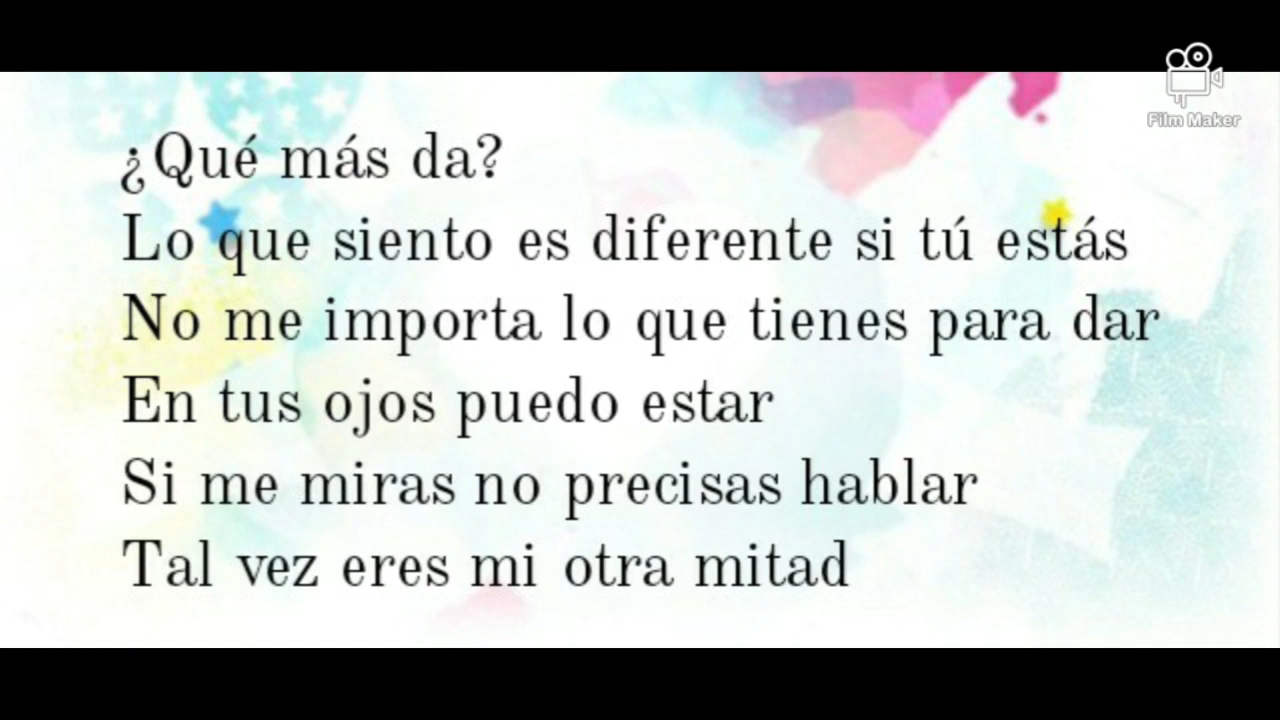 Film Maker
¿Qué más da?
Lo que siento es diferente si tú estás
No me importa lo que tienes para dar
En tus ojos puedo estar
Si me miras no precisas hablar
Tal vez eres mi otra mitad